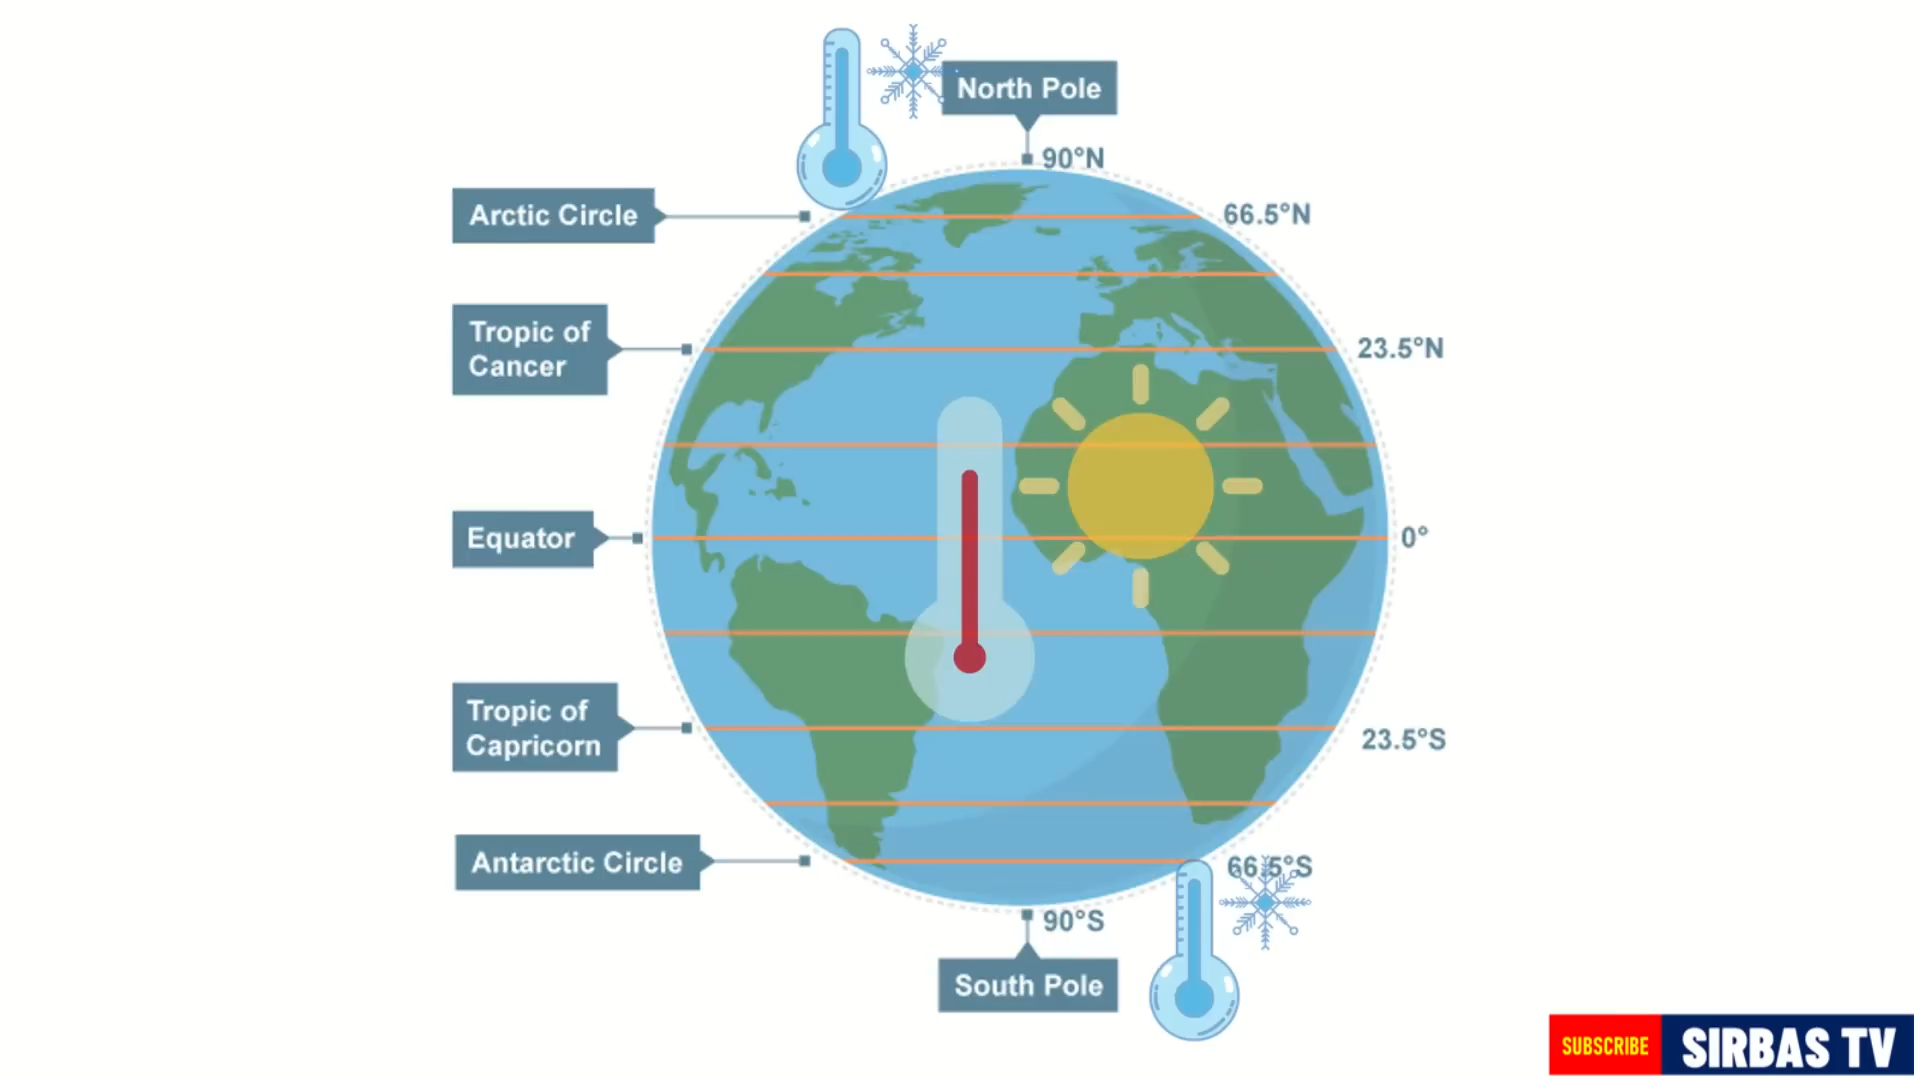 North Pole
90°N
Arctic Circle
66.5°N
Tropic of
Cancer
23.5°N
Equator
0°
Tropic of
Capricorn
23.5°S
Antarctic Circle
66.5°S
90°S
South Pole
SUBSCRIBE
SIRBAS TV